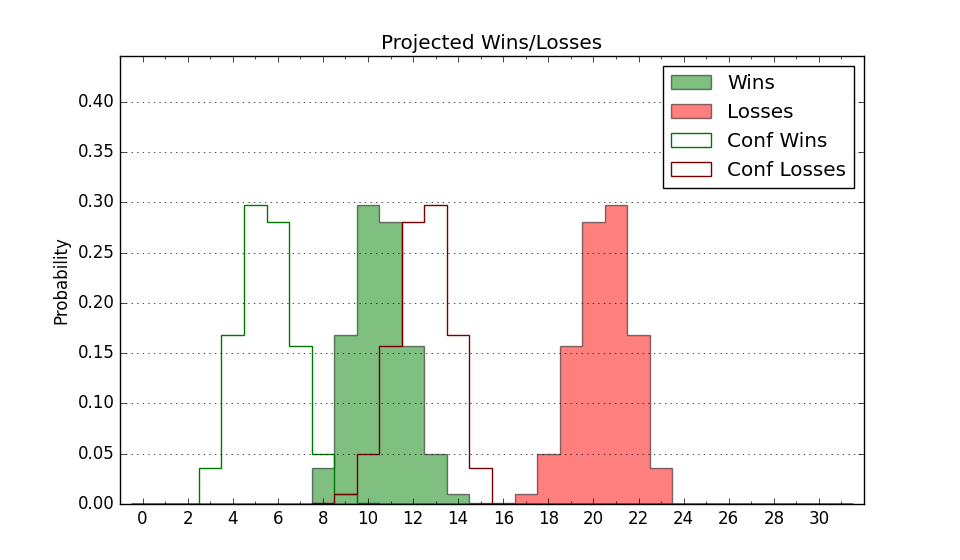 Projected Wins/Losses
Wins
Losses
Conf Wins
Conf Losses
Probability
0.40
0.35
0.30
0.25
0.20
0.15
0.10
0.05
0.00
0 2 4 6 8 10 12 14 16 18 20 22 24 26 28 30